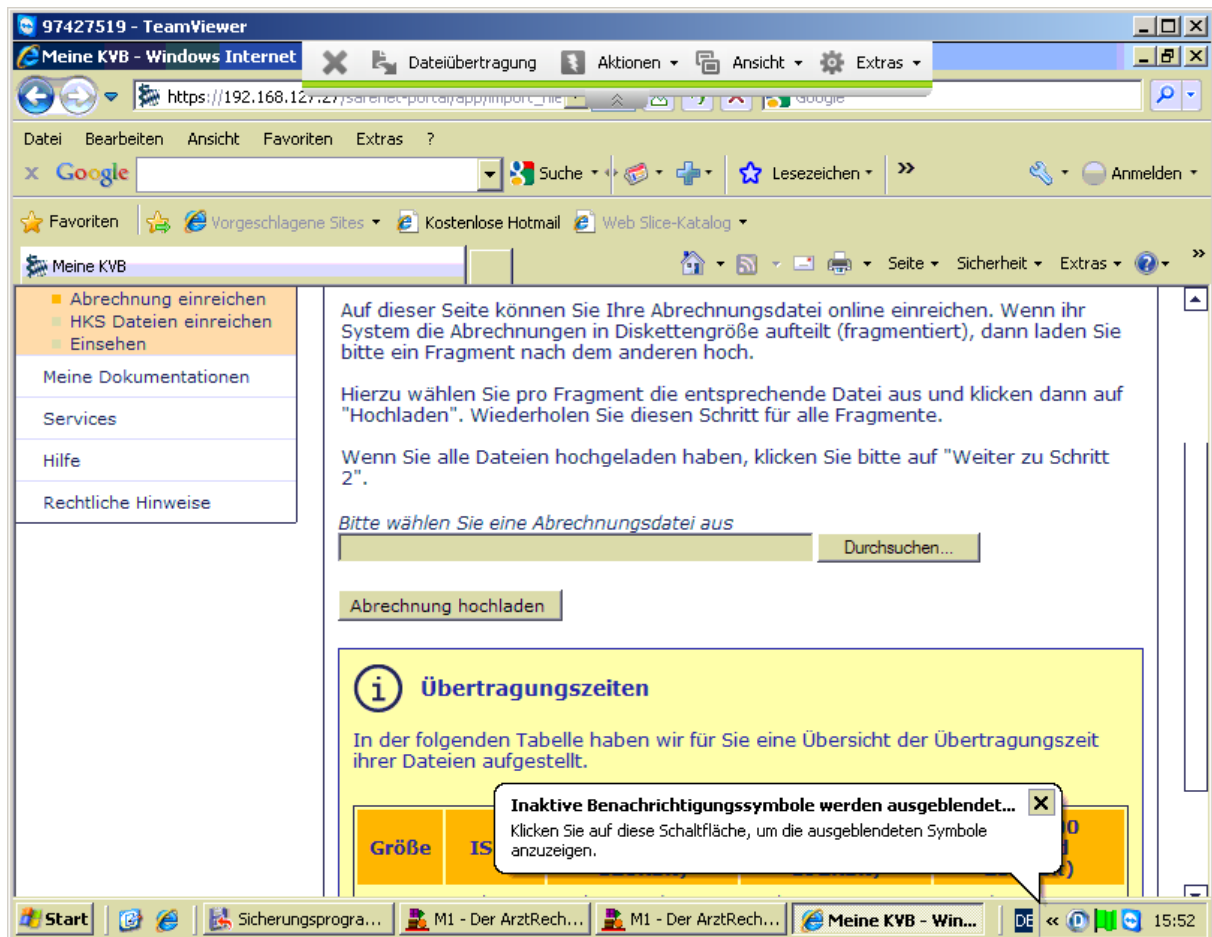 97427519 - TeamViewer
Meine KVB - Windows Internet
Dateiübertragung Aktionen Ansicht Extras
https://192.168.127.27/sarenet-portal/app/import_file Google
Datei Bearbeiten Ansicht Favoriten Extras ?
x Google Suche Lesezeichen >> Anmelden
Favoriten Vorgeschlagene Sites Kostenlose Hotmail Web Slice-Katalog
Meine KVB Seite Sicherheit Extras >>
Abrechnung einreichen
HKS Dateien einreichen
Einsehen
Meine Dokumentationen
Services
Hilfe
Rechtliche Hinweise
Auf dieser Seite können Sie Ihre Abrechnungsdatei online einreichen. Wenn ihr
System die Abrechnungen in Diskettengröße aufteilt (fragmentiert), dann laden Sie
bitte ein Fragment nach dem anderen hoch.
Hierzu wählen Sie pro Fragment die entsprechende Datei aus und klicken dann auf
"Hochladen". Wiederholen Sie diesen Schritt für alle Fragmente.
Wenn Sie alle Dateien hochgeladen haben, klicken Sie bitte auf "Weiter zu Schritt
2".
Bitte wählen Sie eine Abrechnungsdatei aus
Durchsuchen...
Abrechnung hochladen
i Übertragungszeiten
In der folgenden Tabelle haben wir für Sie eine Übersicht der Übertragungszeit
ihrer Dateien aufgestellt.
Größe IS
Inaktive Benachrichtigungssymbole werden ausgeblendet...
Klicken Sie auf diese Schaltfläche, um die ausgeblendeten Symbole
anzuzeigen.
Start Sicherungsprogra... M1 - Der ArztRech... M1 - Der ArztRech... Meine KVB - Win... DE « 15:52